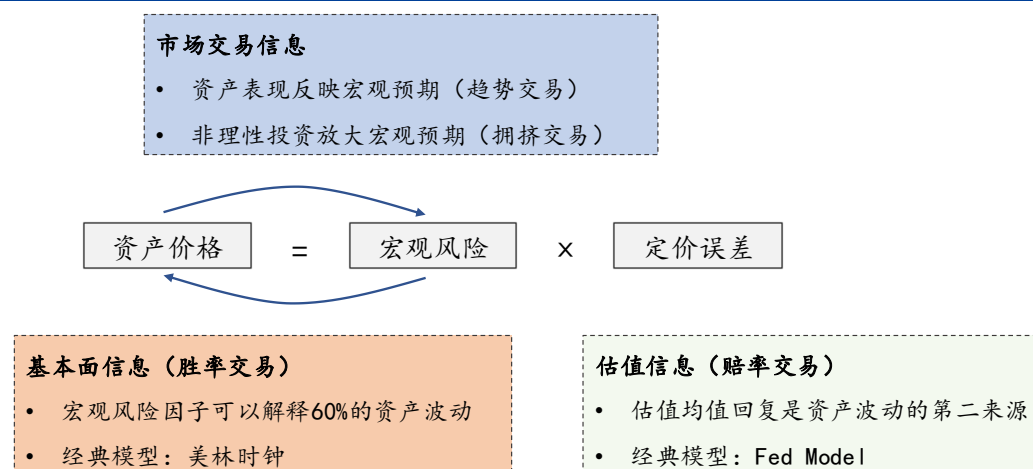 市场交易信息
• 资产表现反映宏观预期（趋势交易）
• 非理性投资放大宏观预期（拥挤交易）
资产价格 = 宏观风险 × 定价误差
基本面信息（胜率交易）
• 宏观风险因子可以解释60%的资产波动
• 经典模型：美林时钟
估值信息（赔率交易）
• 估值均值回复是资产波动的第二来源
• 经典模型：Fed Model